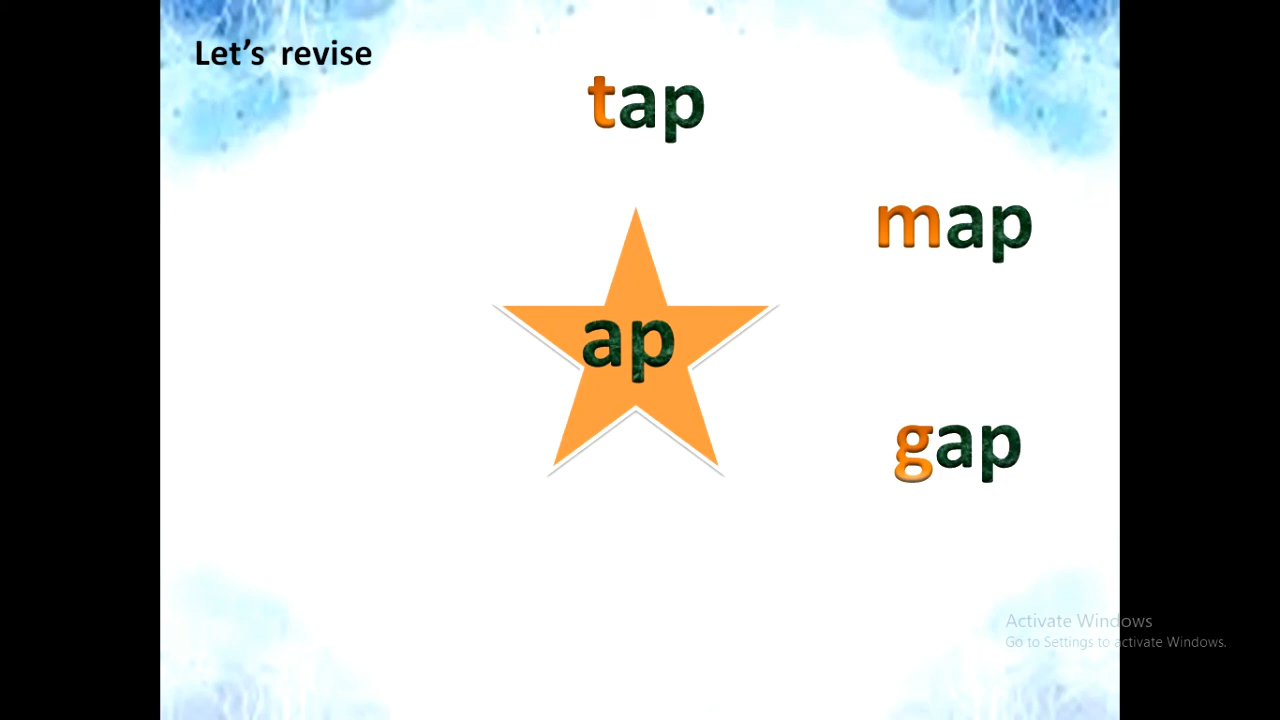 Let's revise
tap
map
ap
gap
Activate Windows
Go to Settings to activate Windows.